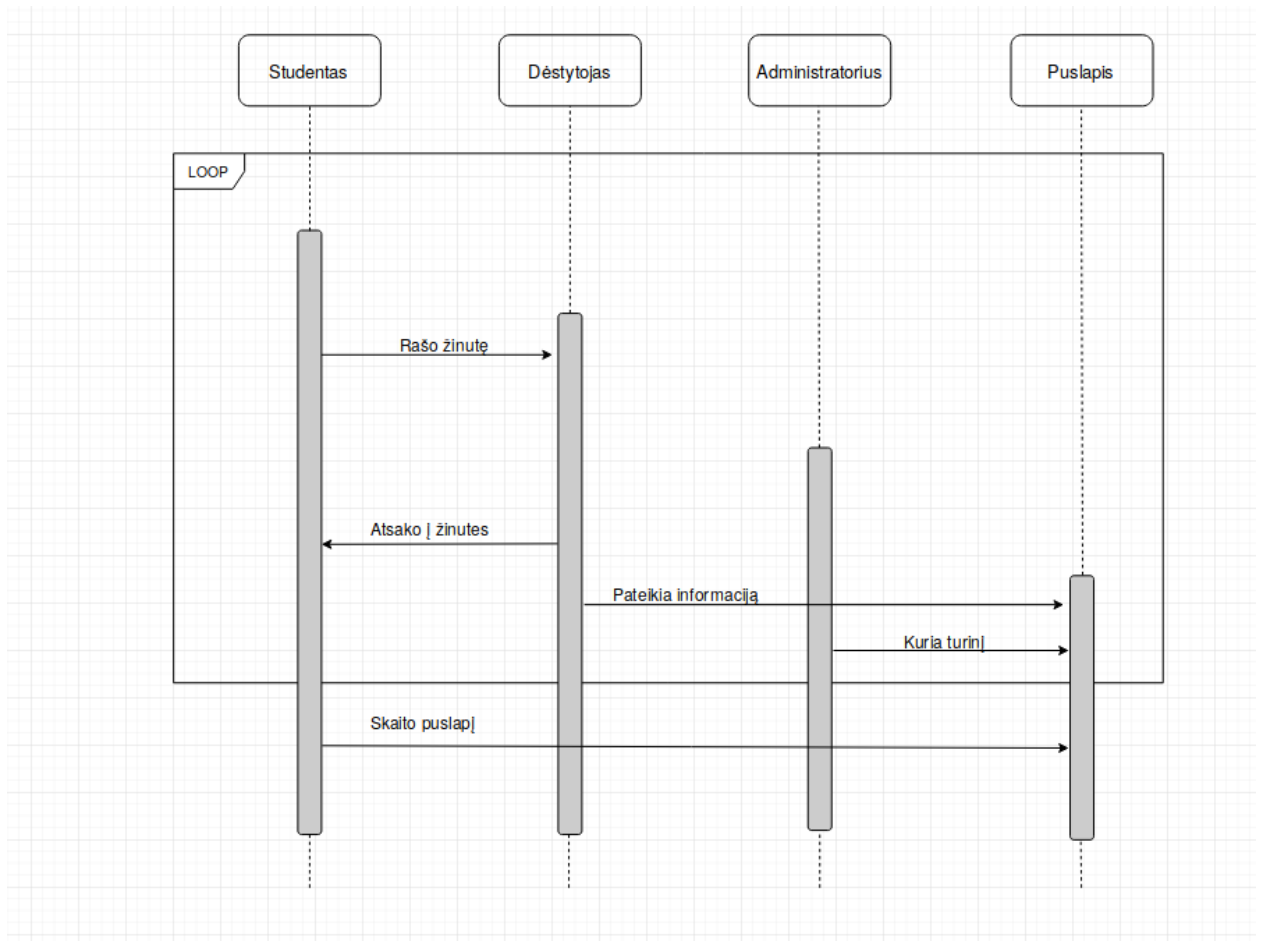 Studentas
Dėstytojas
Administratorius
Puslapis
LOOP
Rašo žinutę
Atsako į žinutes
Pateikia informaciją
Kuria turinį
Skaito puslapį